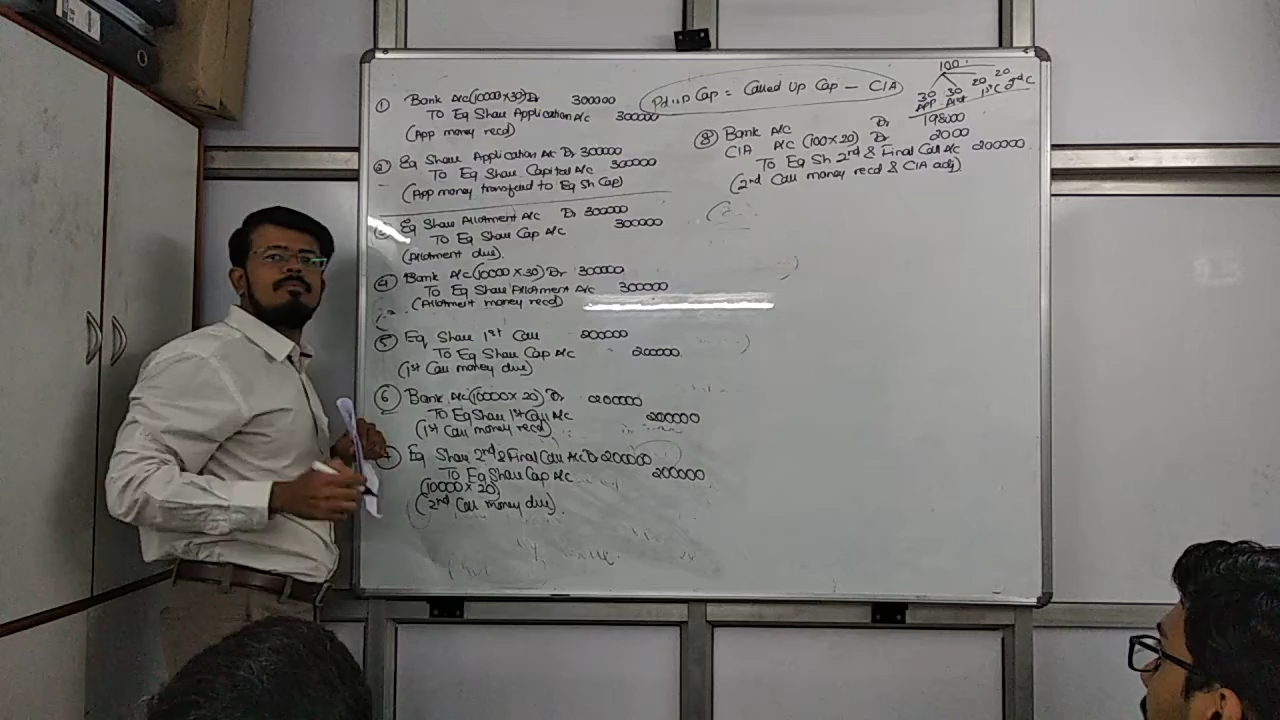 ① Bank A/c (10000 x 30) Dr 300000
To Eq Share Application A/c 300000
(App money recd)
② Eq Share Application A/c Dr 300000
To Eq Share Capital A/c 300000
(App money transferd to Eq Sh Cap)
Eq Share Allotment A/c Dr 300000
To Eq Share Cap A/c 300000
(Allotment due)
④ Bank A/c (10000 x 30) Dr 300000
To Eq Share Allotment A/c 300000
(Allotment money recd)
⑤ Eq Share 1st Call 200000
To Eq Share Cap A/c 200000
(1st Call money due)
⑥ Bank A/c (10000 x 20) Dr 200000
To Eq Share 1st Call A/c 200000
(1st Call money recd)
Eq Share 2nd & Final Call A/c Dr 200000
To Eq Share Cap A/c 200000
(10000 x 20)
(2nd Call money due)
Pd up Cap = Called Up Cap - CIA
100
30 30 20 20
App Allt 1st C 2nd C
⑧ Bank A/c Dr 198000
CIA A/c (100 x 20) Dr 2000
To Eq Sh 2nd & Final Call A/c 200000
(2nd Call money recd & CIA adj)